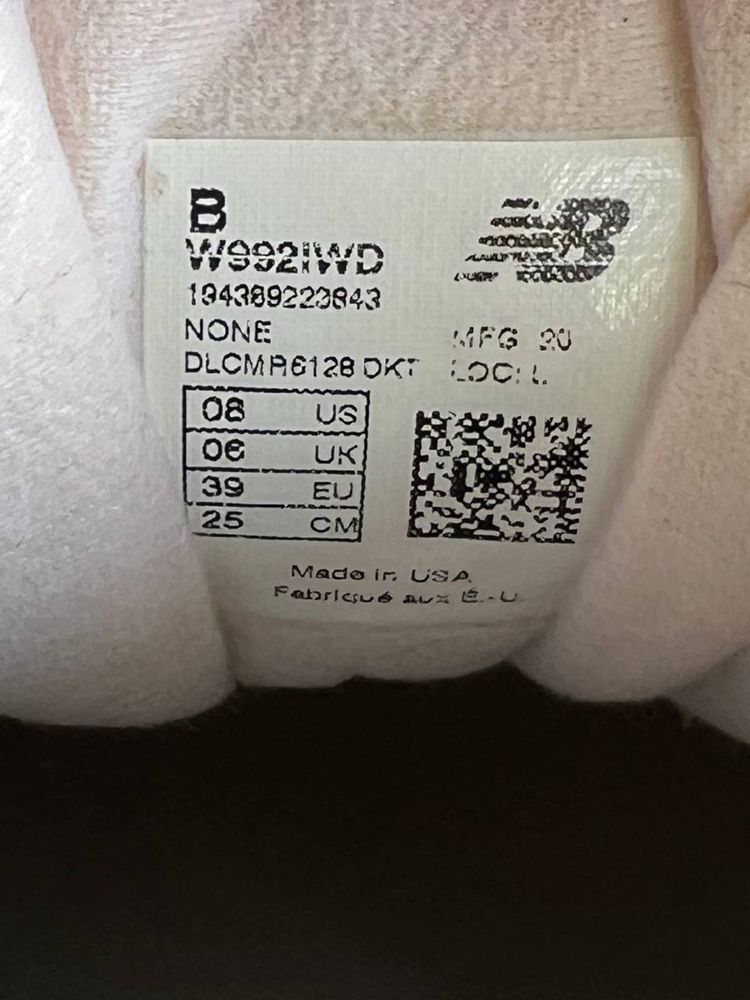 B
W992IWD
194389223843
NONE
MFG 20
DLCMR6128 DKT
08 US
06 UK
39 EU
25 CM
Made in USA
Fabriqué aux É.-U